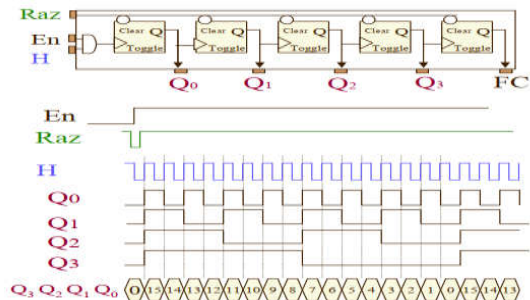 Raz
En
H
Clear Q Toggle
Clear Q Toggle
Clear Q Toggle
Clear Q Toggle
Clear Q Toggle
Q0 Q1 Q2 Q3 FC
En
Raz
H
Q0
Q1
Q2
Q3
Q3 Q2 Q1 Q0 0 15 14 13 12 11 10 9 8 7 6 5 4 3 2 1 0 15 14 13